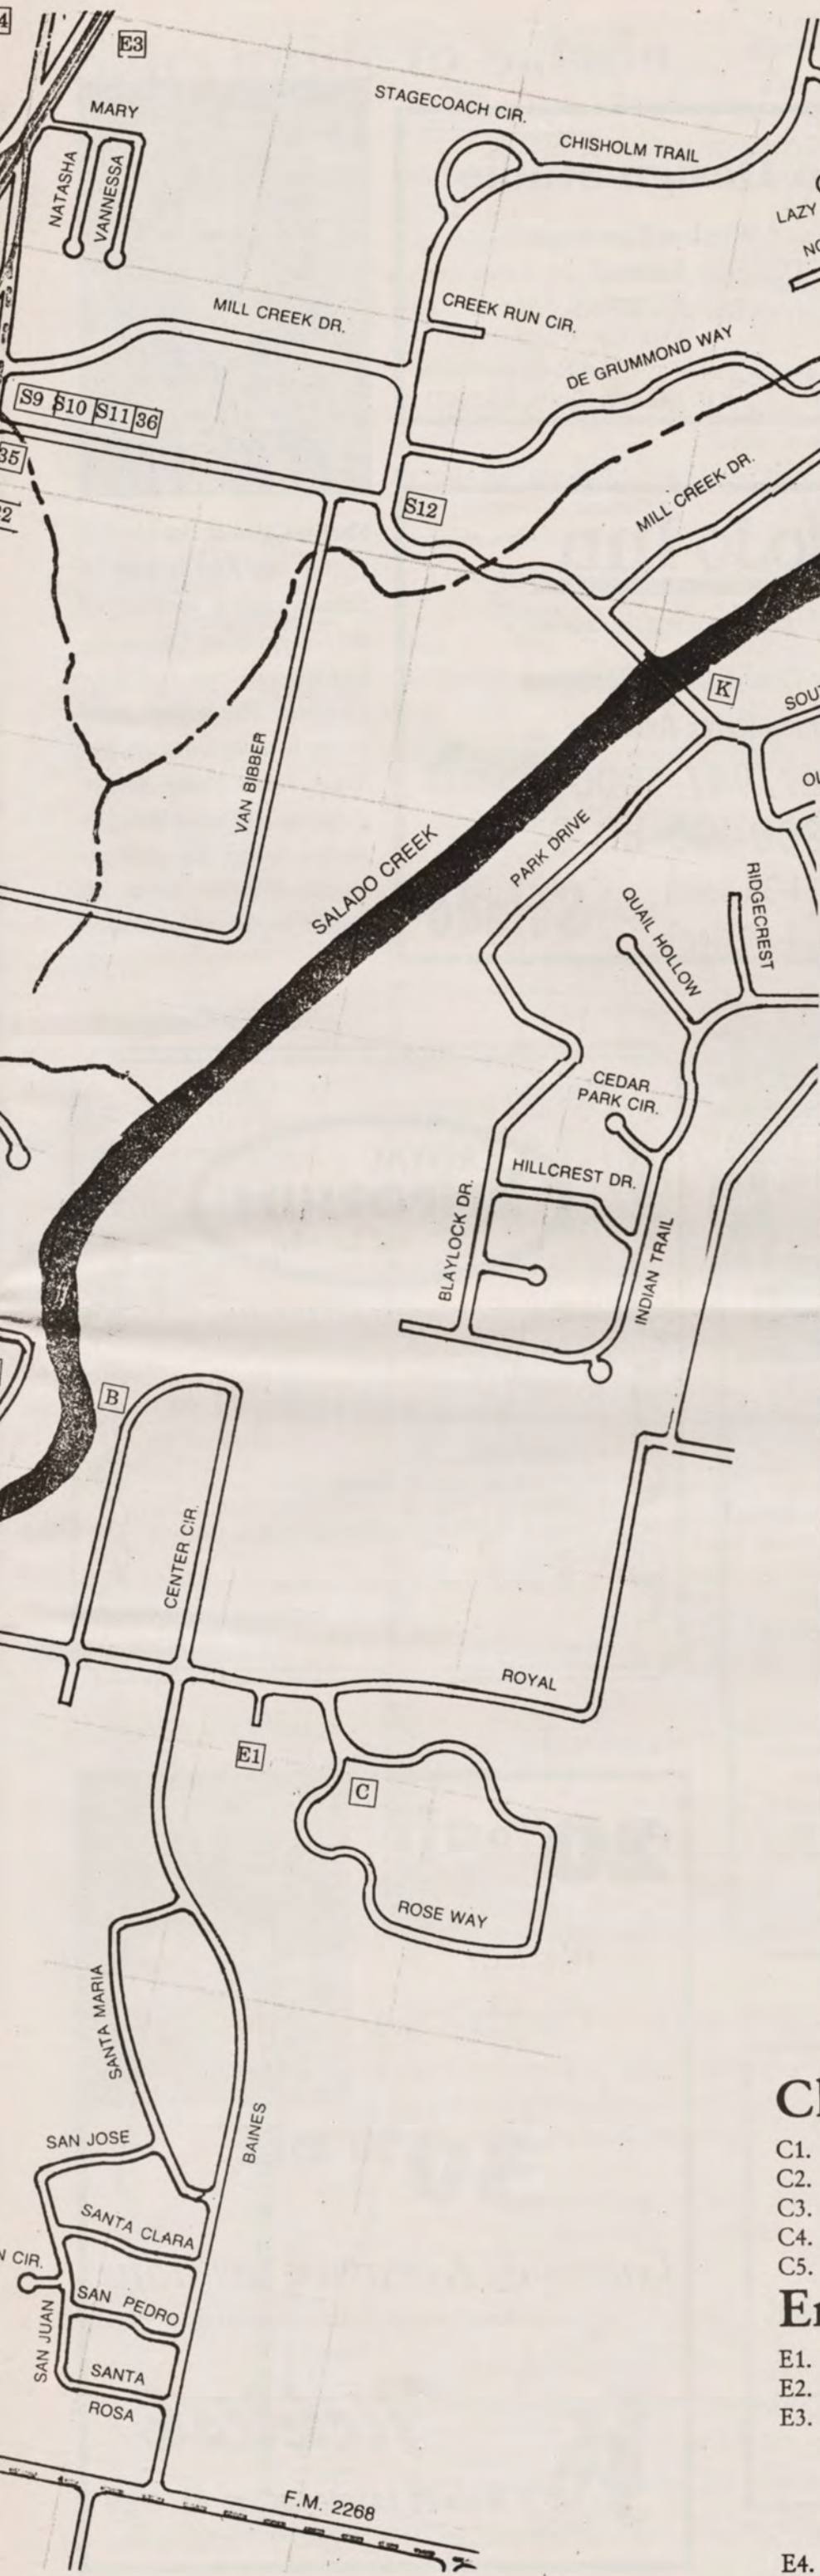 4
E3
MARY
NATASHA
VANNESSA
STAGECOACH CIR.
CHISHOLM TRAIL
LAZY
MILL CREEK DR.
CREEK RUN CIR.
DE GRUMMOND WAY
S9 S10 S11 36
35
2
S12
MILL CREEK DR.
K
VAN BIBBER
SALADO CREEK
PARK DRIVE
QUAIL HOLLOW
RIDGECREST
CEDAR
PARK CIR.
HILLCREST DR.
BLAYLOCK DR.
INDIAN TRAIL
B
CENTER CIR.
ROYAL
E1
C
ROSE WAY
SANTA MARIA
BAINES
SAN JOSE
SANTA CLARA
N CIR.
SAN PEDRO
SAN JUAN
SANTA
ROSA
F.M. 2268
C1.
C2.
C3.
C4.
C5.
E1.
E2.
E3.
E4.